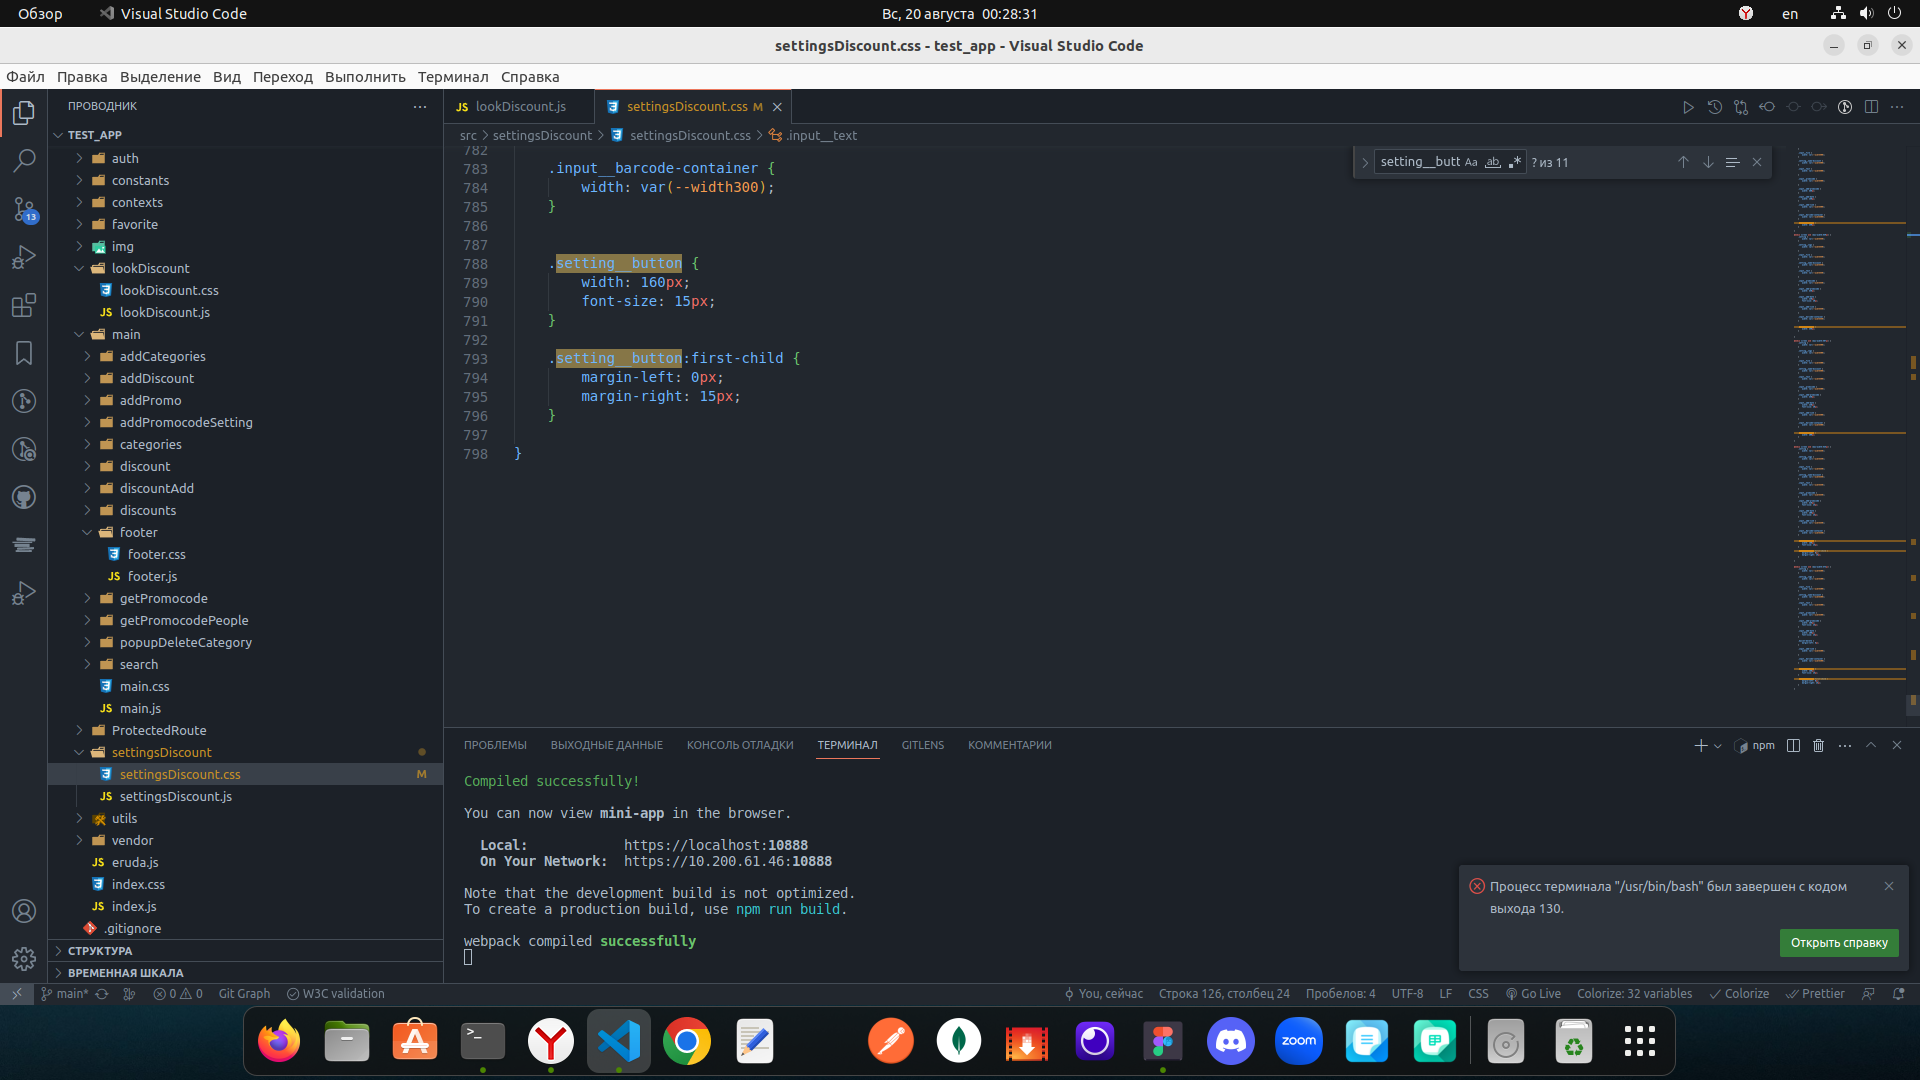 Обзор
Visual Studio Code
Вс, 20 августа 00:28:31
en
settingsDiscount.css - test_app - Visual Studio Code
Файл Правка Выделение Вид Переход Выполнить Терминал Справка
ПРОВОДНИК
TEST_APP
auth
constants
contexts
favorite
img
lookDiscount
lookDiscount.css
JS lookDiscount.js
main
addCategories
addDiscount
addPromo
addPromocodeSetting
categories
discount
discountAdd
discounts
footer
footer.css
JS footer.js
getPromocode
getPromocodePeople
popupDeleteCategory
search
main.css
JS main.js
ProtectedRoute
settingsDiscount
settingsDiscount.css M
JS settingsDiscount.js
utils
vendor
JS eruda.js
index.css
JS index.js
.gitignore
СТРУКТУРА
ВРЕМЕННАЯ ШКАЛА
13
JS lookDiscount.js
settingsDiscount.css M
src > settingsDiscount > settingsDiscount.css > .input__text
setting__butt Aa ab .* ? из 11
782
783 .input__barcode-container {
784 width: var(--width300);
785 }
786
787
788 .setting__button {
789 width: 160px;
790 font-size: 15px;
791 }
792
793 .setting__button:first-child {
794 margin-left: 0px;
795 margin-right: 15px;
796 }
797
798 }
ПРОБЛЕМЫ ВЫХОДНЫЕ ДАННЫЕ КОНСОЛЬ ОТЛАДКИ ТЕРМИНАЛ GITLENS КОММЕНТАРИИ
npm
Compiled successfully!
You can now view mini-app in the browser.
Local: https://localhost:10888
On Your Network: https://10.200.61.46:10888
Note that the development build is not optimized.
To create a production build, use npm run build.
webpack compiled successfully
Процесс терминала "/usr/bin/bash" был завершен с кодом
выхода 130.
Открыть справку
main* 0 0 Git Graph W3C validation
You, сейчас Строка 126, столбец 24 Пробелов: 4 UTF-8 LF CSS Go Live Colorize: 32 variables Colorize Prettier
zoom